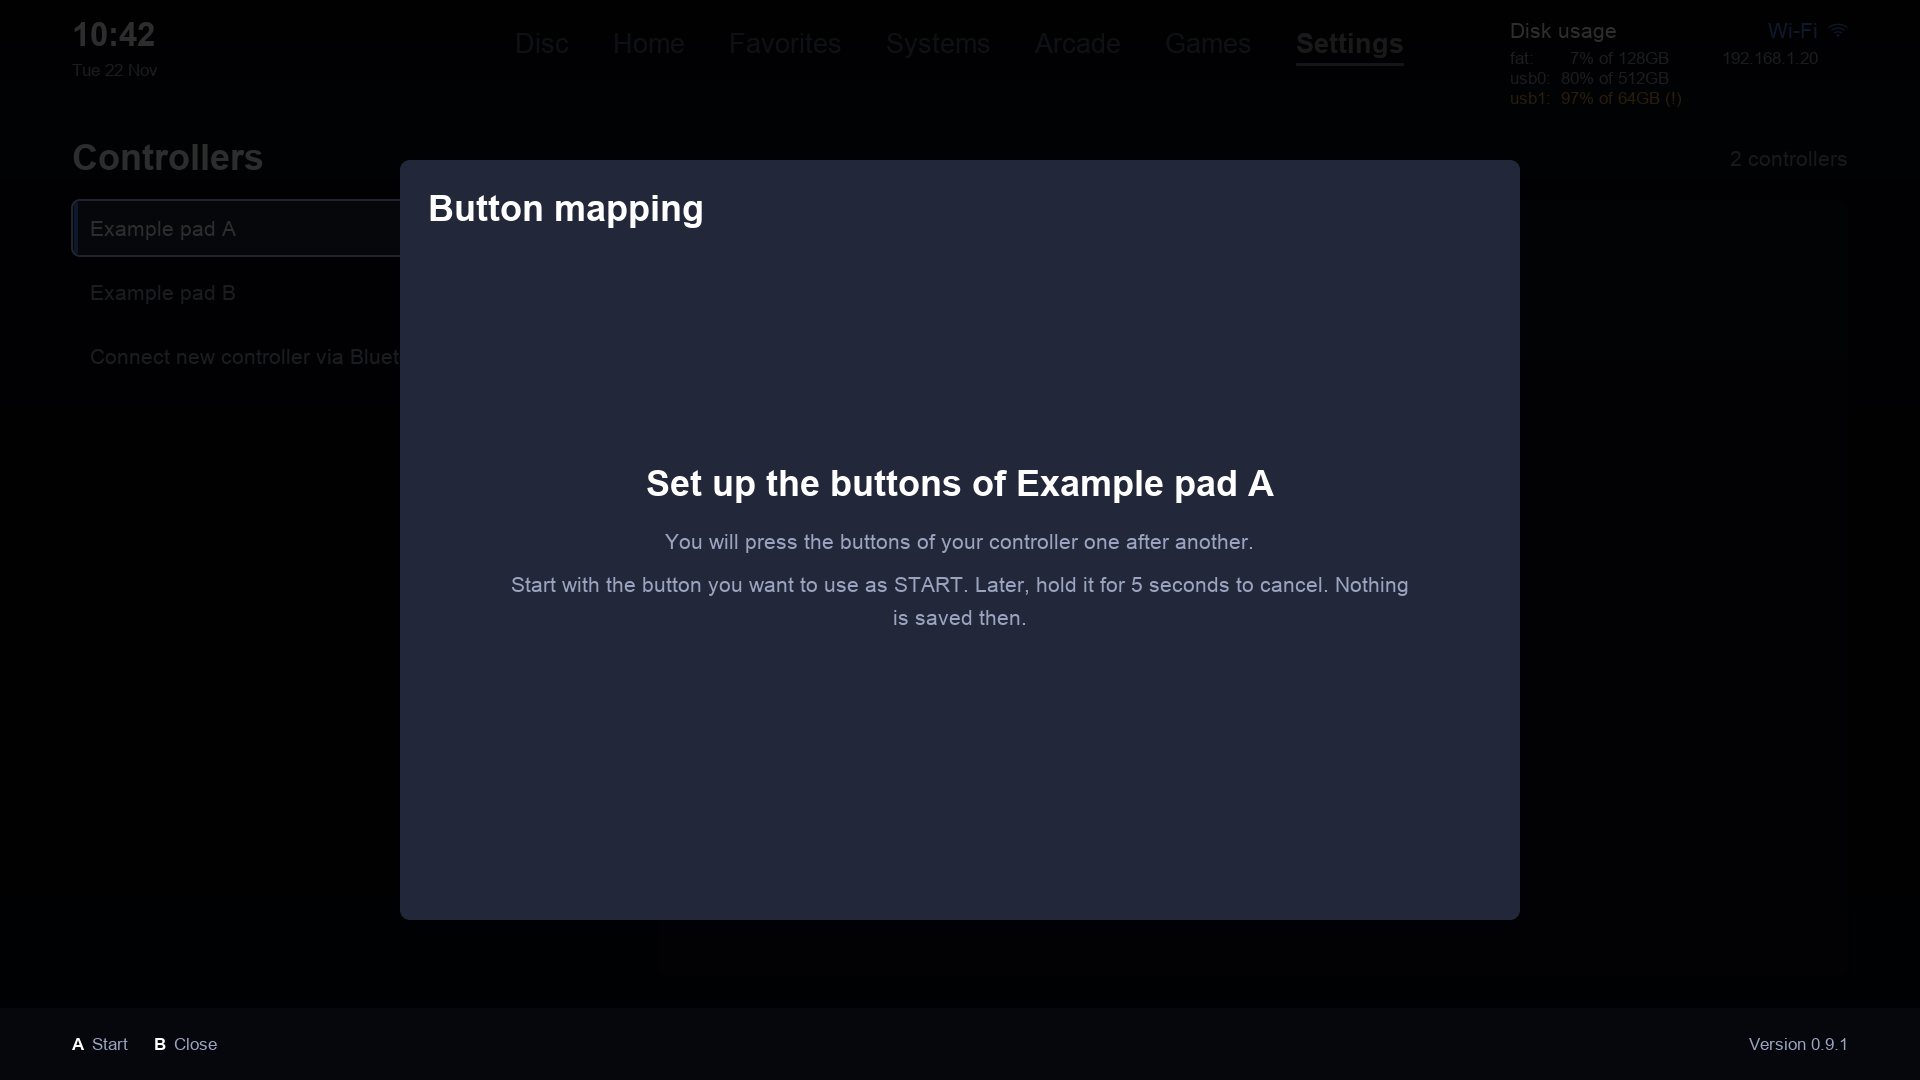 10:42
Tue 22 Nov
Disc Home Favorites Systems Arcade Games Settings
Disk usage
fat: 7% of 128GB
usb0: 80% of 512GB
usb1: 97% of 64GB (!)
Wi-Fi
192.168.1.20
Controllers
2 controllers
Example pad A
Example pad B
Connect new controller via Bluet
Button mapping
Set up the buttons of Example pad A
You will press the buttons of your controller one after another.
Start with the button you want to use as START. Later, hold it for 5 seconds to cancel. Nothing
is saved then.
A Start B Close
Version 0.9.1